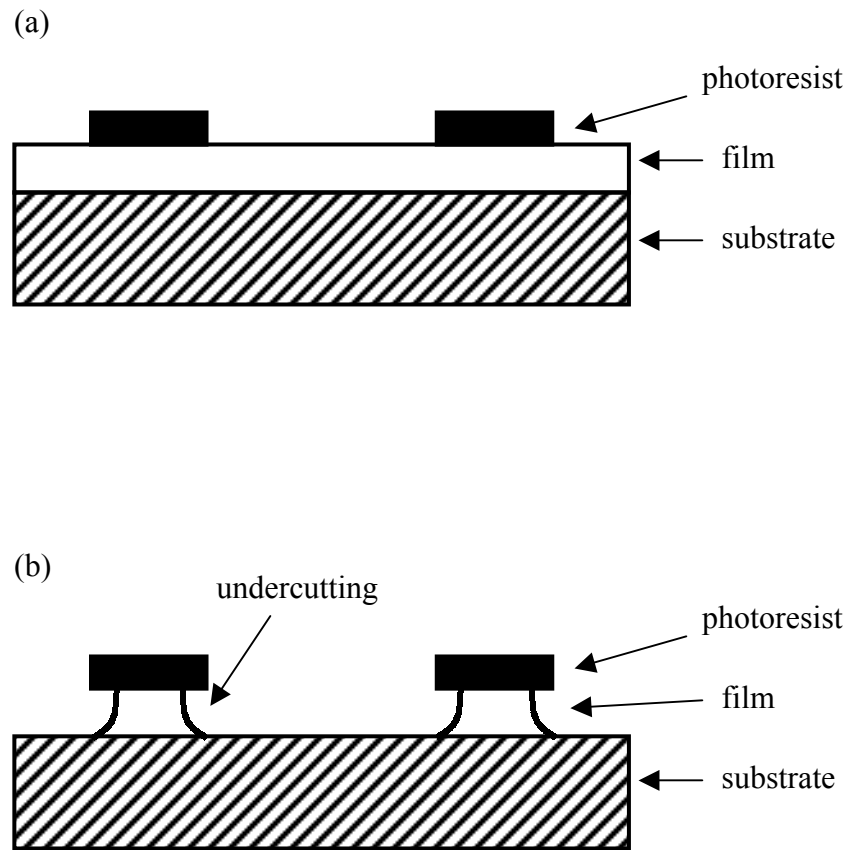 (a)
photoresist
film
substrate
(b)
undercutting
photoresist
film
substrate